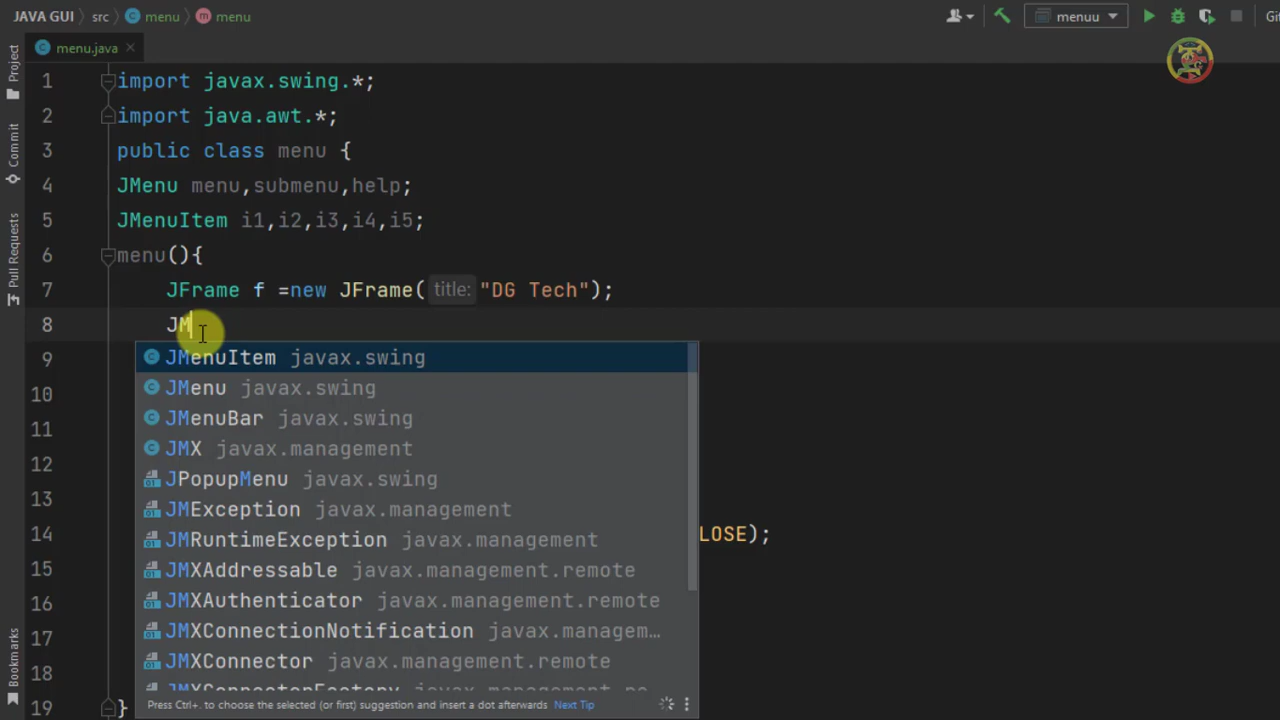 JAVA GUI src menu menu menuu Gi
menu.java
Project
Commit
Pull Requests
Bookmarks
1 import javax.swing.*;
2 import java.awt.*;
3 public class menu {
4 JMenu menu,submenu,help;
5 JMenuItem i1,i2,i3,i4,i5;
6 menu(){
7 JFrame f =new JFrame( title: "DG Tech");
8 JM
9
10
11
12
13
14 LOSE);
15
16
17
18
19 }
JMenuItem javax.swing
JMenu javax.swing
JMenuBar javax.swing
JMX javax.management
JPopupMenu javax.swing
JMException javax.management
JMRuntimeException javax.management
JMXAddressable javax.management.remote
JMXAuthenticator javax.management.remote
JMXConnectionNotification javax.managem…
JMXConnector javax.management.remote
JMXConnectorFactory javax.management.re
Press Ctrl+. to choose the selected (or first) suggestion and insert a dot afterwards Next Tip